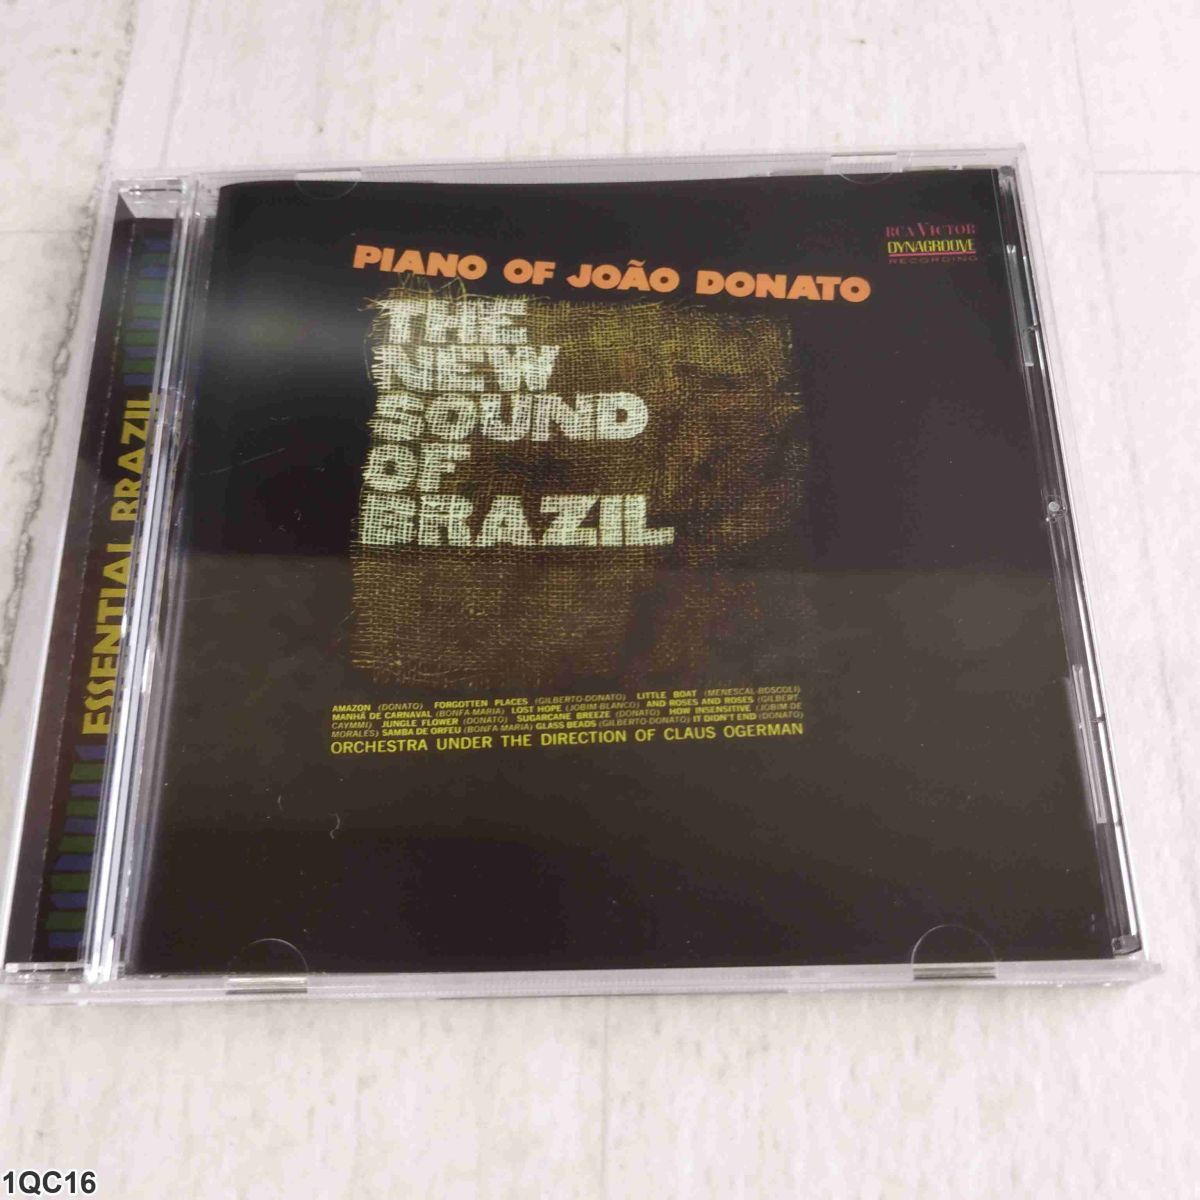 RCA VICTOR
DYNAGROOVE
RECORDING
PIANO OF JOÃO DONATO
THE
NEW
SOUND
OF
BRAZIL
AMAZON (DONATO) FORGOTTEN PLACES (GILBERTO-DONATO) LITTLE BOAT (MENESCAL-BOSCOLI)
MANHÃ DE CARNAVAL (BONFA-MARIA) LOST HOPE (JOBIM-BLANCO) AND ROSES AND ROSES (GILBERT-
CAYMMI) JUNGLE FLOWER (DONATO) SUGARCANE BREEZE (DONATO) HOW INSENSITIVE (JOBIM-DE
MORALES) SAMBA DE ORFEU (BONFA-MARIA) GLASS BEADS (GILBERTO-DONATO) IT DIDN'T END (DONATO)
ORCHESTRA UNDER THE DIRECTION OF CLAUS OGERMAN
ESSENTIAL BRAZIL
1QC16